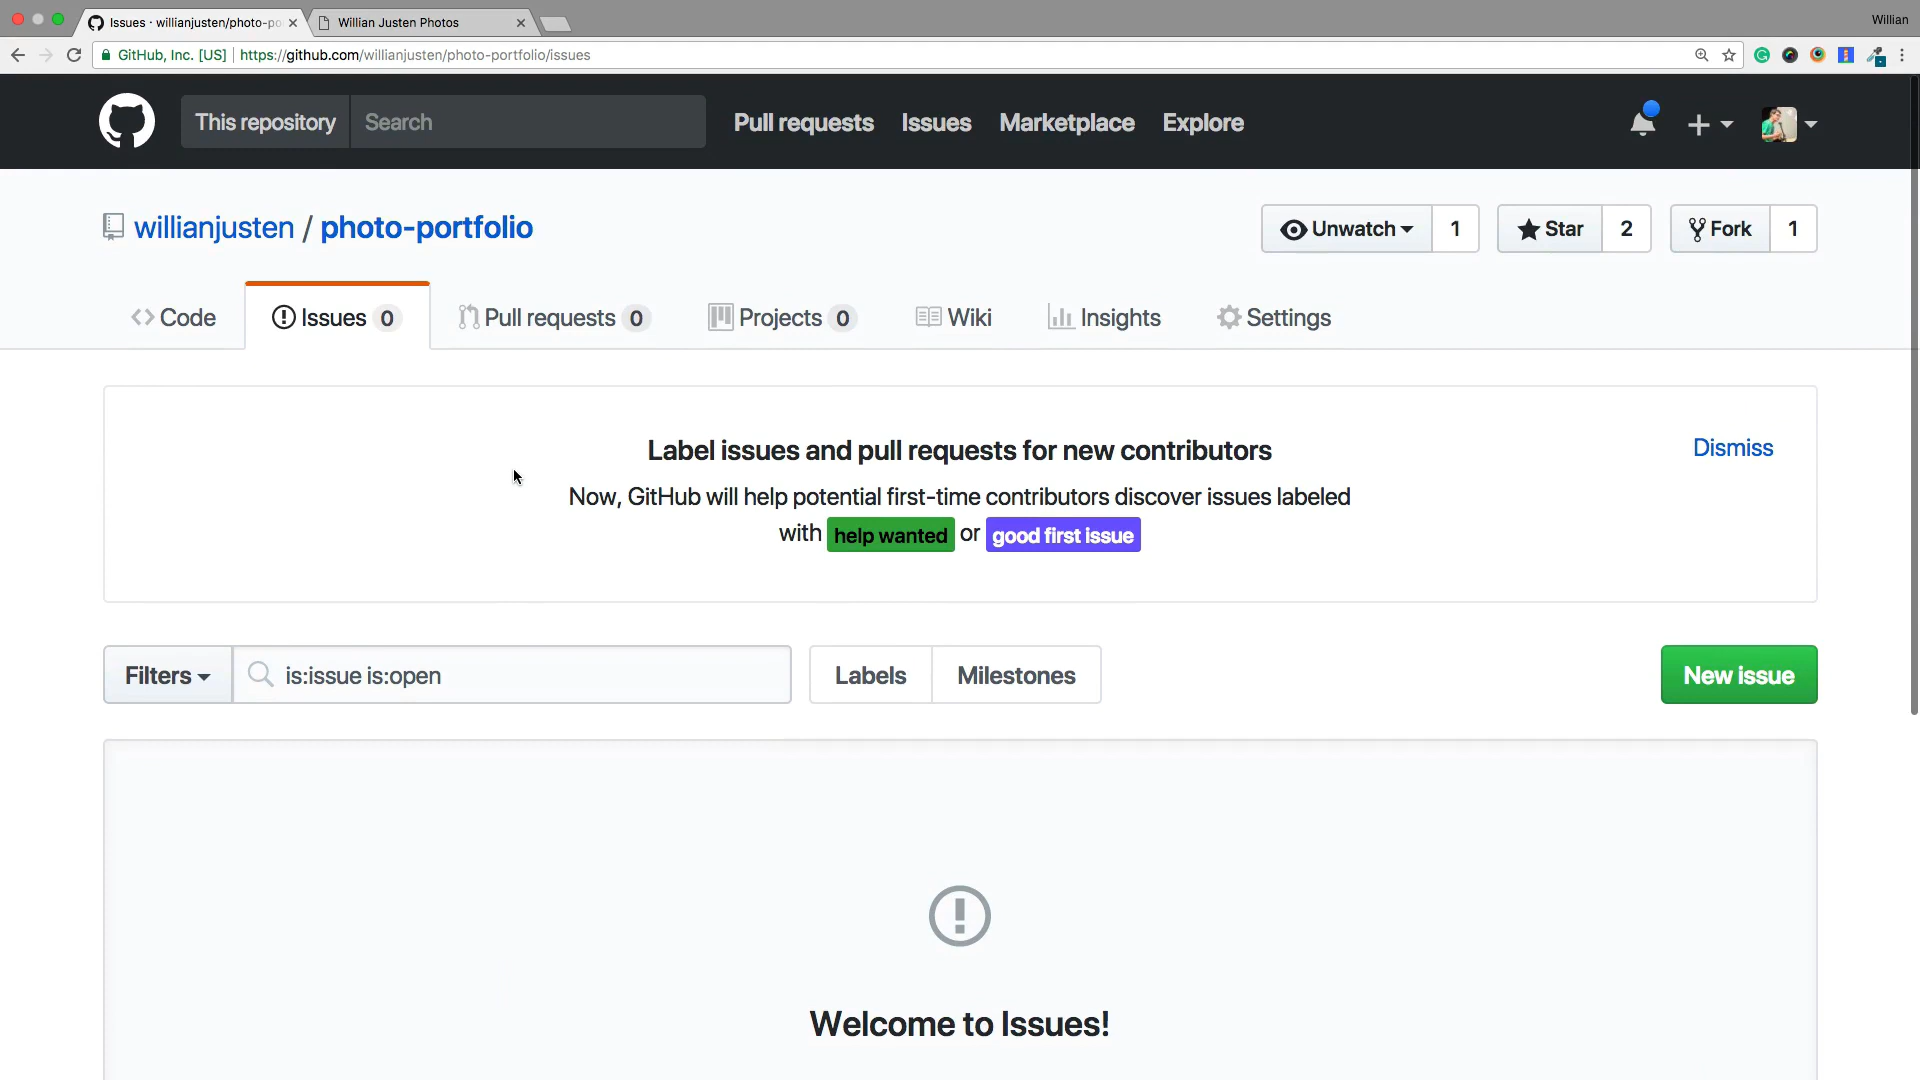 Issues · willianjusten/photo-po
Willian Justen Photos
Willian
GitHub, Inc. [US]
https://github.com/willianjusten/photo-portfolio/issues
This repository
Search
Pull requests
Issues
Marketplace
Explore
willianjusten / photo-portfolio
Unwatch 1
Star 2
Fork 1
Code
Issues 0
Pull requests 0
Projects 0
Wiki
Insights
Settings
Label issues and pull requests for new contributors
Dismiss
Now, GitHub will help potential first-time contributors discover issues labeled
with help wanted or good first issue
Filters
is:issue is:open
Labels
Milestones
New issue
Welcome to Issues!